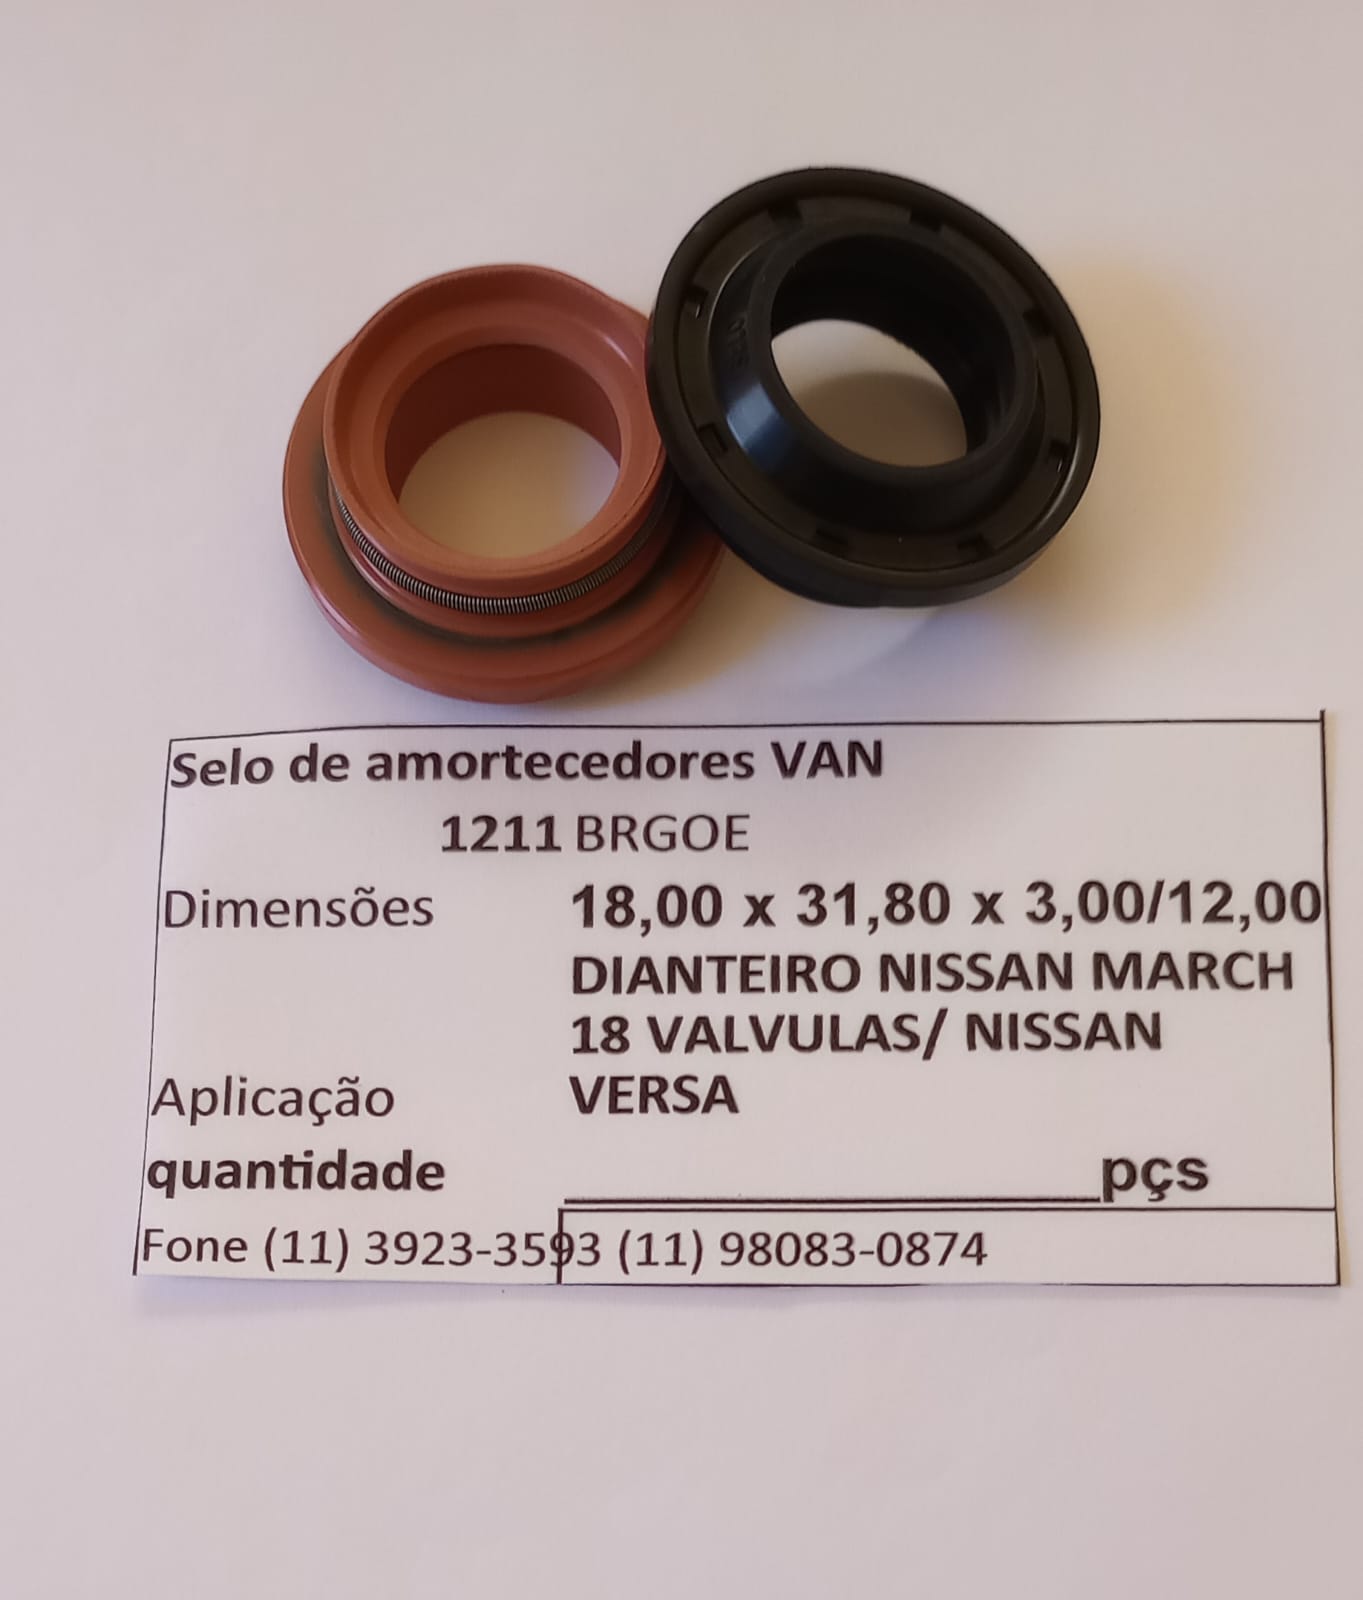 Selo de amortecedores VAN
1211 BRGOE
Dimensões 18,00 x 31,80 x 3,00/12,00
DIANTEIRO NISSAN MARCH
18 VALVULAS/ NISSAN
Aplicação VERSA
quantidade ____________________pçs
Fone (11) 3923-3593 (11) 98083-0874